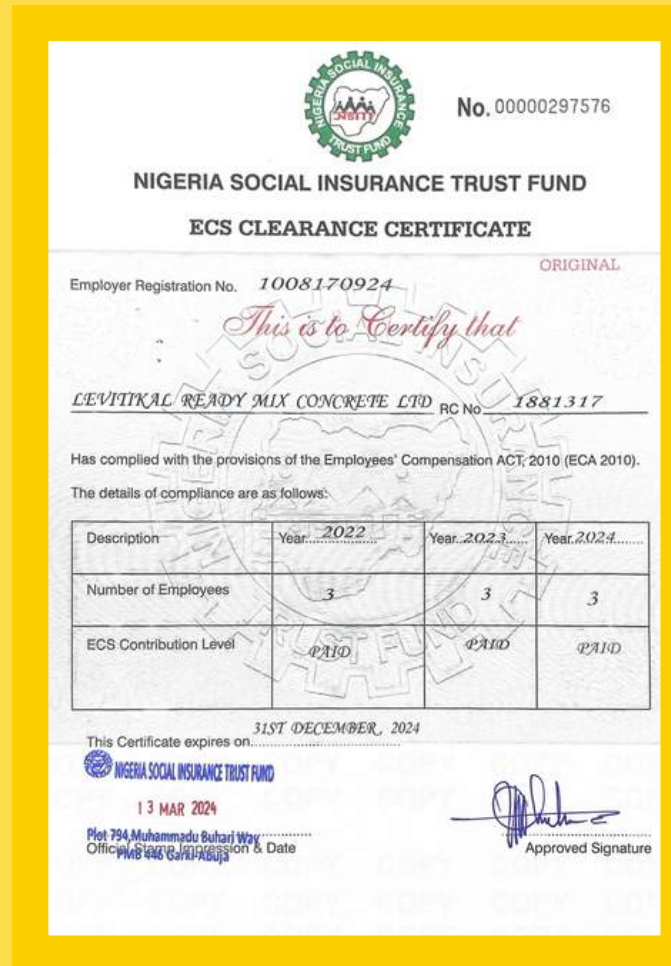 NIGERIA SOCIAL INSURANCE TRUST FUND
NSITF
No. 00000297576
NIGERIA SOCIAL INSURANCE TRUST FUND
ECS CLEARANCE CERTIFICATE
ORIGINAL
Employer Registration No. 1008170924
This is to Certify that
LEVITIKAL READY MIX CONCRETE LTD RC No 1881317
Has complied with the provisions of the Employees' Compensation ACT, 2010 (ECA 2010).
The details of compliance are as follows:
Description Year 2022 Year 2023 Year 2024
Number of Employees 3 3 3
ECS Contribution Level PAID PAID PAID
31ST DECEMBER, 2024
This Certificate expires on
NIGERIA SOCIAL INSURANCE TRUST FUND
13 MAR 2024
Plot 794, Muhammadu Buhari Way
PMB 446 Garki-Abuja
Official Stamp Impression & Date
Approved Signature